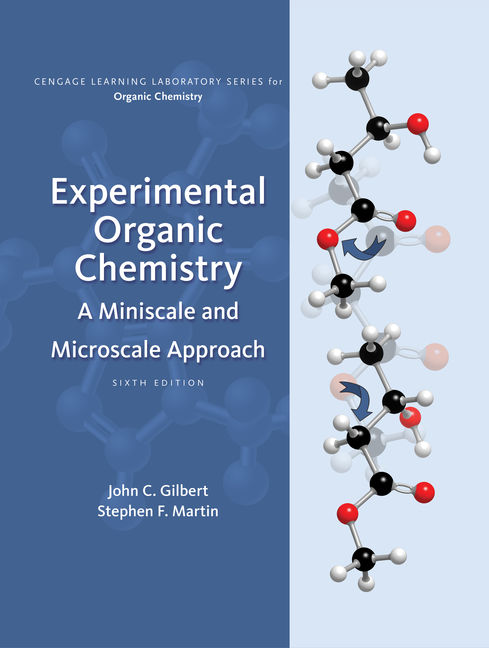 CENGAGE LEARNING LABORATORY SERIES for
Organic Chemistry
Experimental
Organic
Chemistry
A Miniscale and
Microscale Approach
SIXTH EDITION
John C. Gilbert
Stephen F. Martin